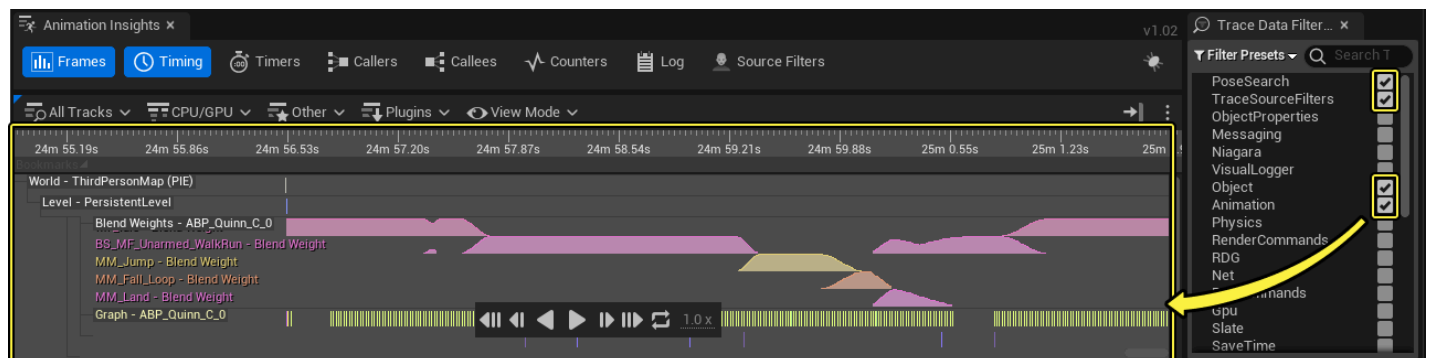 Animation Insights ×
v1.02
Frames
Timing
Timers
Callers
Callees
Counters
Log
Source Filters
All Tracks
CPU/GPU
Other
Plugins
View Mode
24m 55.19s
24m 55.86s
24m 56.53s
24m 57.20s
24m 57.87s
24m 58.54s
24m 59.21s
24m 59.88s
25m 0.55s
25m 1.23s
25m
Bookmarks
World - ThirdPersonMap (PIE)
Level - PersistentLevel
Blend Weights - ABP_Quinn_C_0
BS_MF_Unarmed_WalkRun - Blend Weight
MM_Jump - Blend Weight
MM_Fall_Loop - Blend Weight
MM_Land - Blend Weight
Graph - ABP_Quinn_C_0
1.0 x
Trace Data Filter... ×
Filter Presets
Search T
PoseSearch
TraceSourceFilters
ObjectProperties
Messaging
Niagara
VisualLogger
Object
Animation
Physics
RenderCommands
RDG
Net
Gpu
Slate
SaveTime